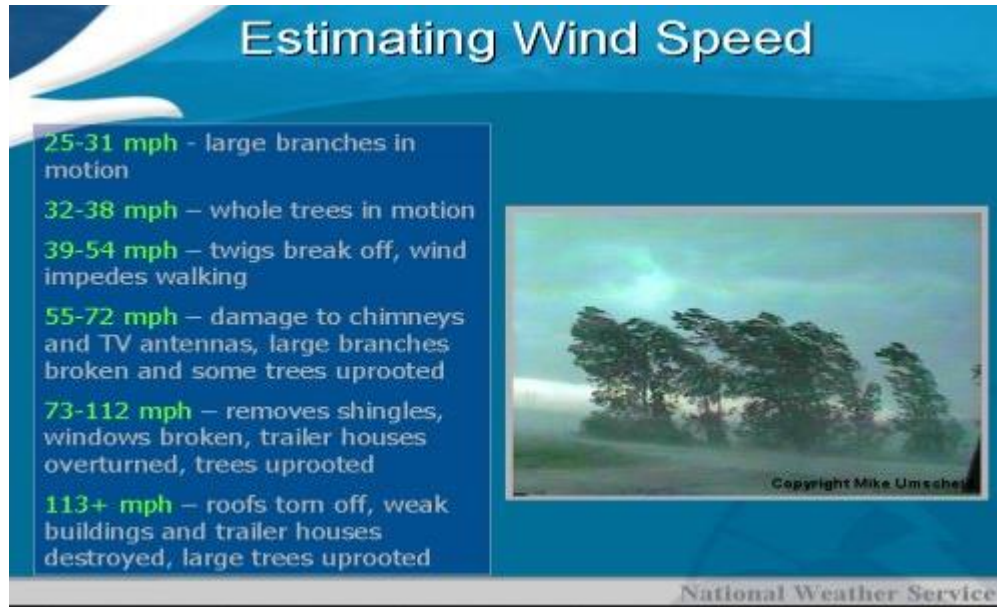 Estimating Wind Speed
25-31 mph - large branches in
motion
32-38 mph – whole trees in motion
39-54 mph – twigs break off, wind
impedes walking
55-72 mph – damage to chimneys
and TV antennas, large branches
broken and some trees uprooted
73-112 mph – removes shingles,
windows broken, trailer houses
overturned, trees uprooted
113+ mph – roofs torn off, weak
buildings and trailer houses
destroyed, large trees uprooted
Copyright Mike
National Weather Service